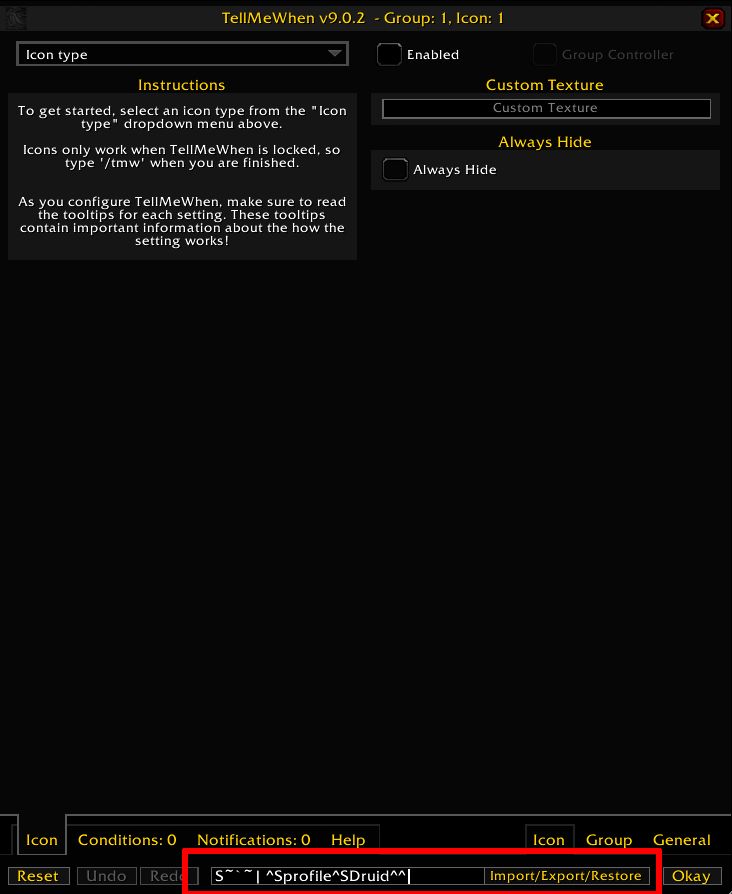 TellMeWhen v9.0.2 - Group: 1, Icon: 1
Icon type
Enabled
Group Controller
Instructions
To get started, select an icon type from the "Icon
type" dropdown menu above.
Icons only work when TellMeWhen is locked, so
type '/tmw' when you are finished.
As you configure TellMeWhen, make sure to read
the tooltips for each setting. These tooltips
contain important information about the how the
setting works!
Custom Texture
Custom Texture
Always Hide
Always Hide
Icon
Conditions: 0
Notifications: 0
Help
Icon
Group
General
Reset
Undo
S~`~| ^Sprofile^SDruid^^
Import/Export/Restore
Okay